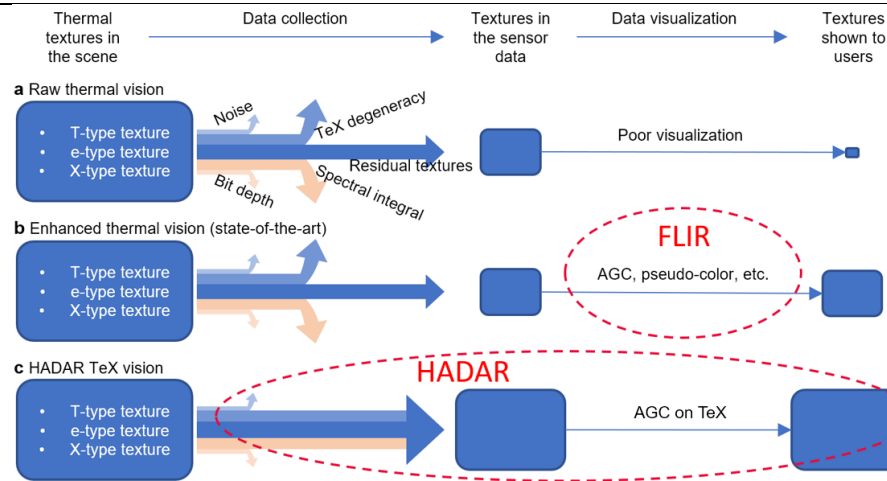 Thermal
textures in
the scene
Data collection
Textures in
the sensor
data
Data visualization
Textures
shown to
users
a Raw thermal vision
• T-type texture
• e-type texture
• X-type texture
Noise
TeX degeneracy
Residual textures
Bit depth
Spectral integral
Poor visualization
b Enhanced thermal vision (state-of-the-art)
• T-type texture
• e-type texture
• X-type texture
FLIR
AGC, pseudo-color, etc.
c HADAR TeX vision
HADAR
• T-type texture
• e-type texture
• X-type texture
AGC on TeX